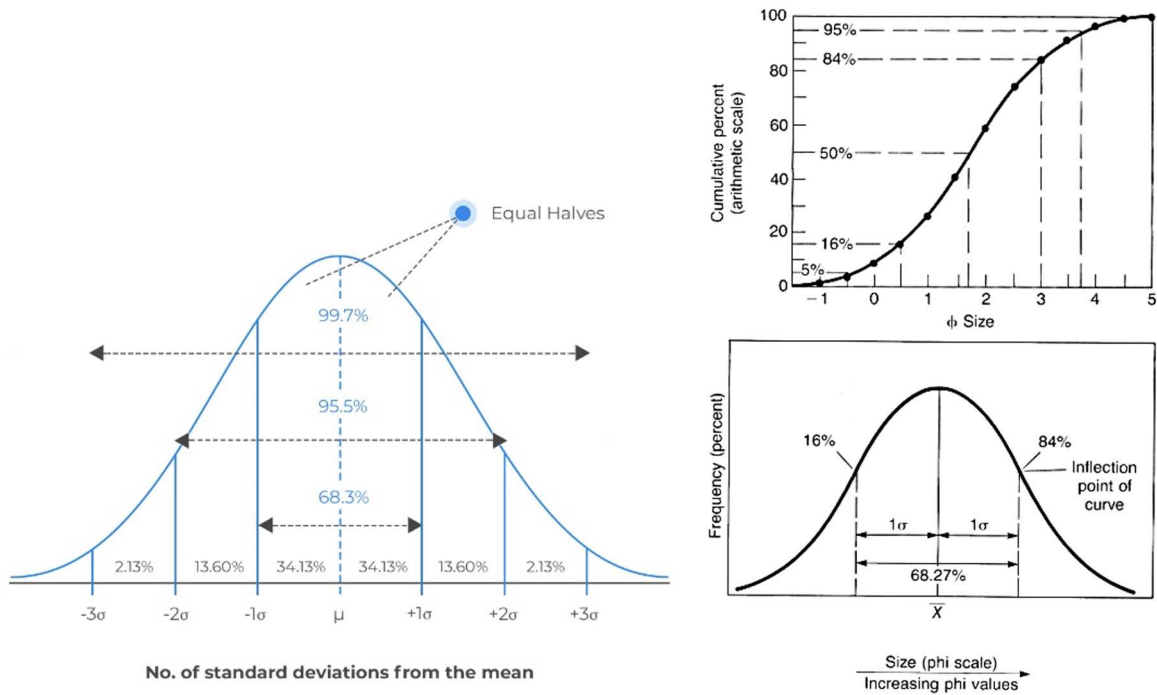 Equal Halves
99.7%
95.5%
68.3%
2.13% 13.60% 34.13% 34.13% 13.60% 2.13%
-3σ -2σ -1σ μ +1σ +2σ +3σ
No. of standard deviations from the mean
Cumulative percent
(arithmetic scale)
100
95%
84%
80
60
50%
40
20
16%
5%
0
−1 0 1 2 3 4 5
ϕ Size
Frequency (percent)
16%
84%
Inflection
point of
curve
1σ 1σ
68.27%
X̅
Size (phi scale)
Increasing phi values